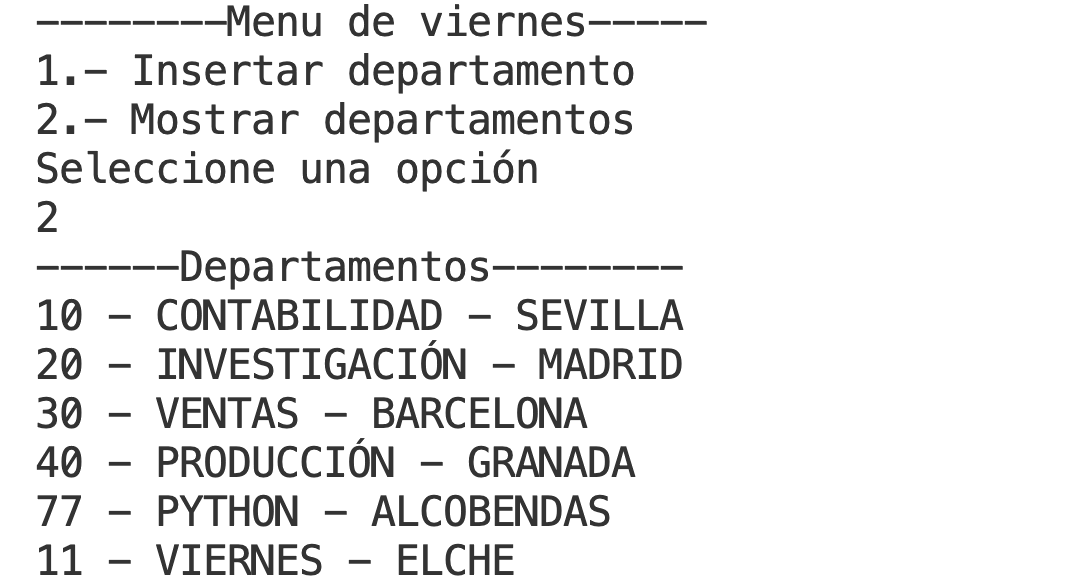 --------Menu de viernes-----
1.- Insertar departamento
2.- Mostrar departamentos
Seleccione una opción
2
------Departamentos--------
10 - CONTABILIDAD - SEVILLA
20 - INVESTIGACIÓN - MADRID
30 - VENTAS - BARCELONA
40 - PRODUCCIÓN - GRANADA
77 - PYTHON - ALCOBENDAS
11 - VIERNES - ELCHE